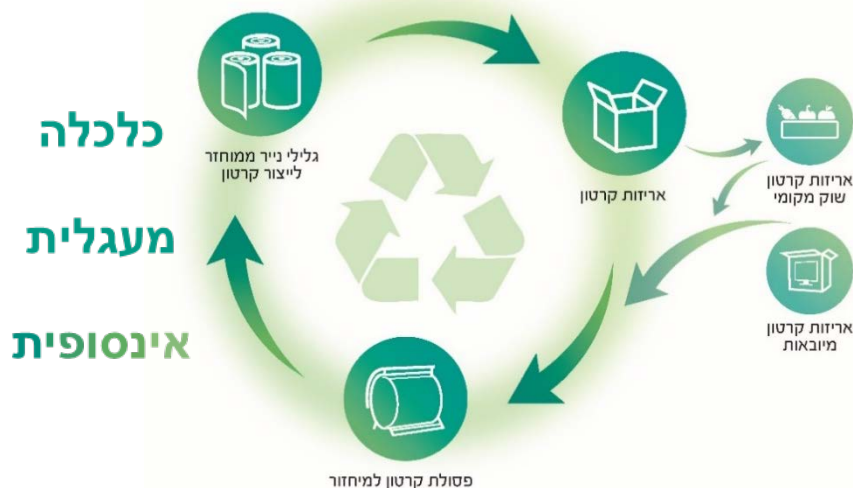 כלכלה
מעגלית
אינסופית
גלילי נייר ממוחזר
לייצור קרטון
אריזות קרטון
אריזות קרטון
שוק מקומי
אריזות קרטון
מיובאות
פסולת קרטון למיחזור